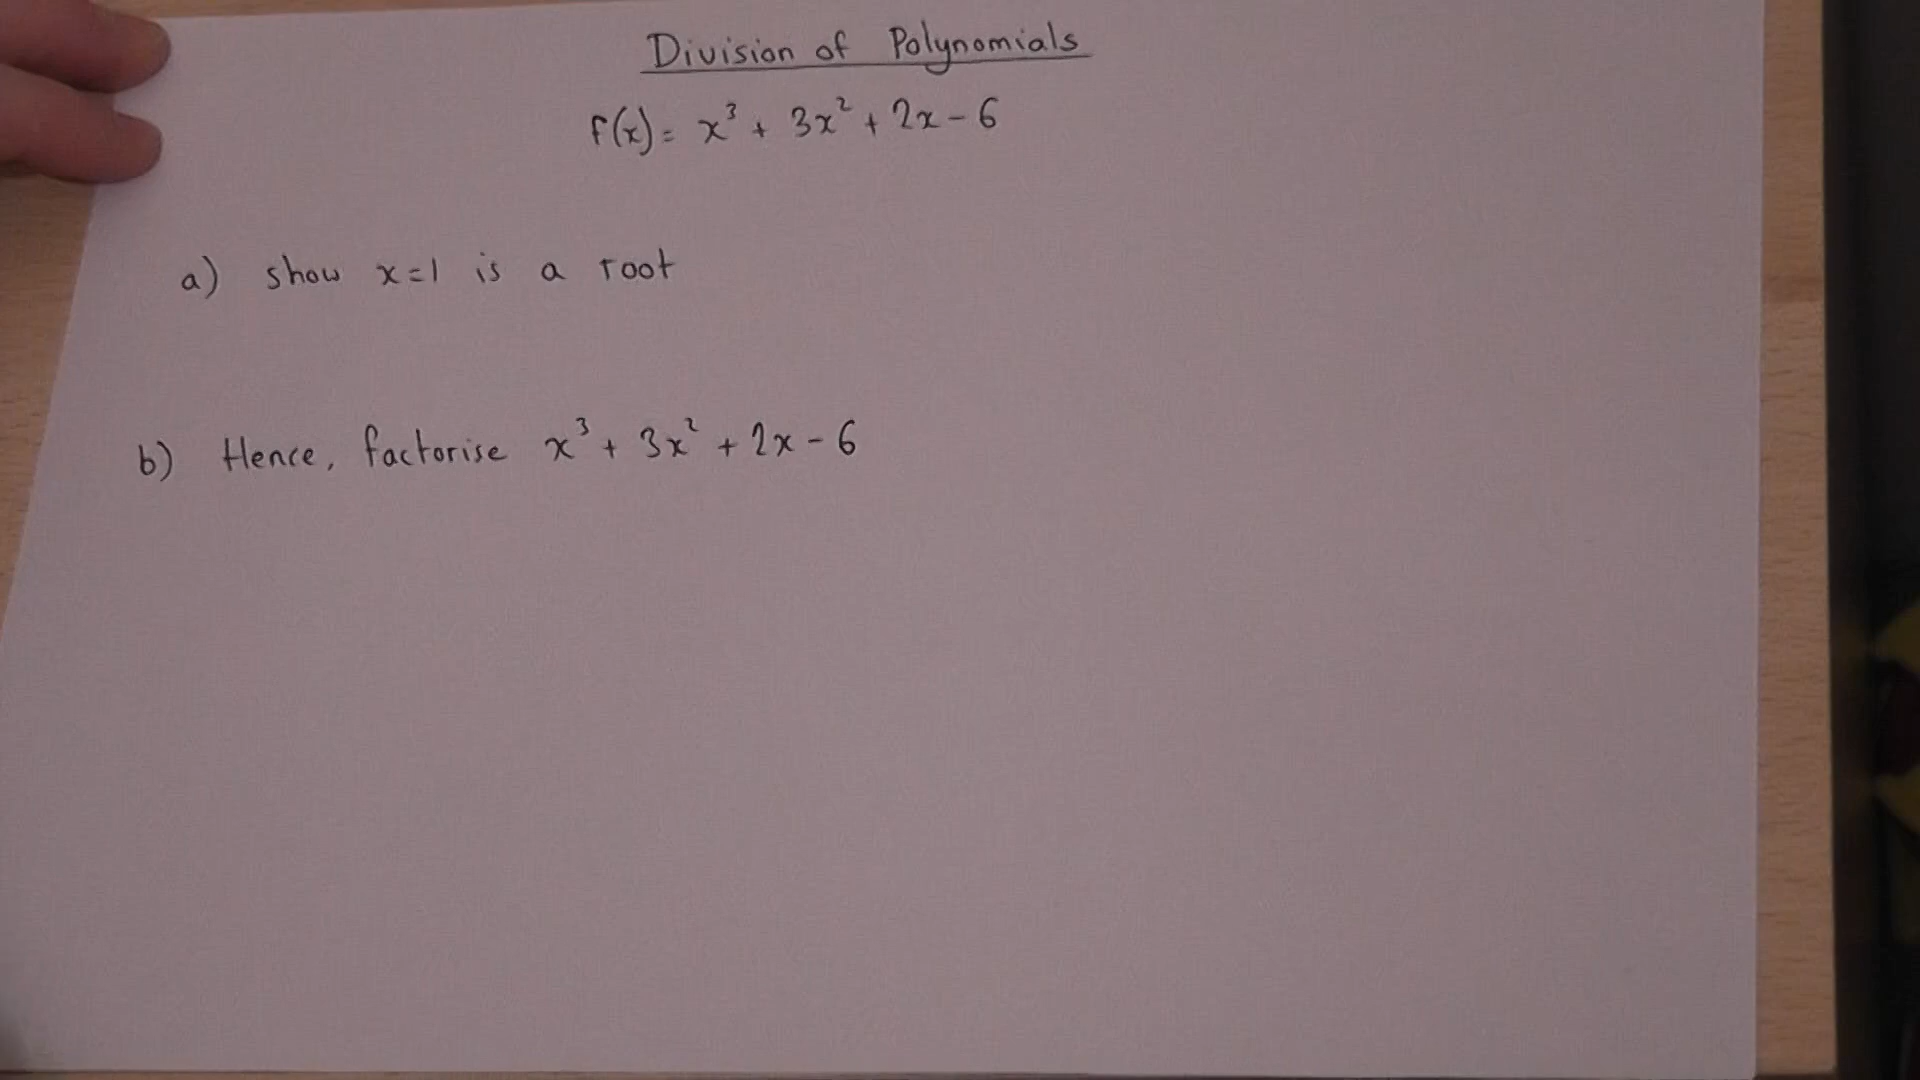 Division of Polynomials
f(x) = x³ + 3x² + 2x - 6
a) show x=1 is a root
b) Hence, factorise x³ + 3x² + 2x - 6